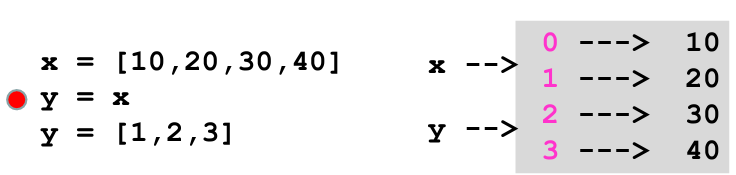 x = [10,20,30,40]
y = x
y = [1,2,3]
x -->
y -->
0 ---> 10
1 ---> 20
2 ---> 30
3 ---> 40